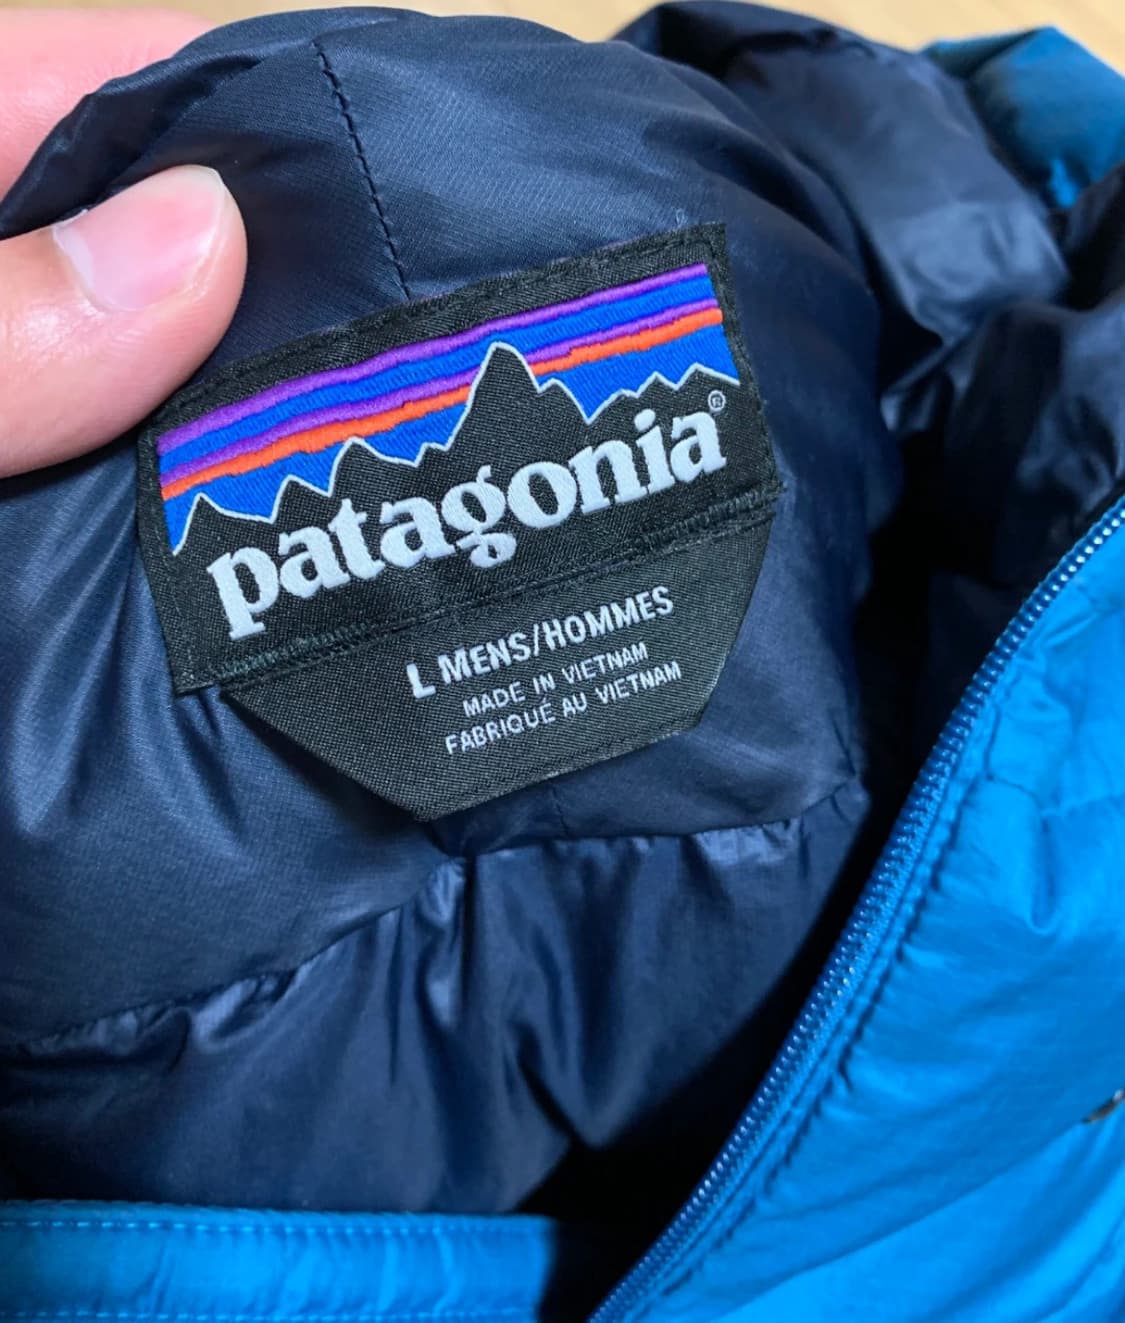 patagonia®
L MENS/HOMMES
MADE IN VIETNAM
FABRIQUÉ AU VIETNAM